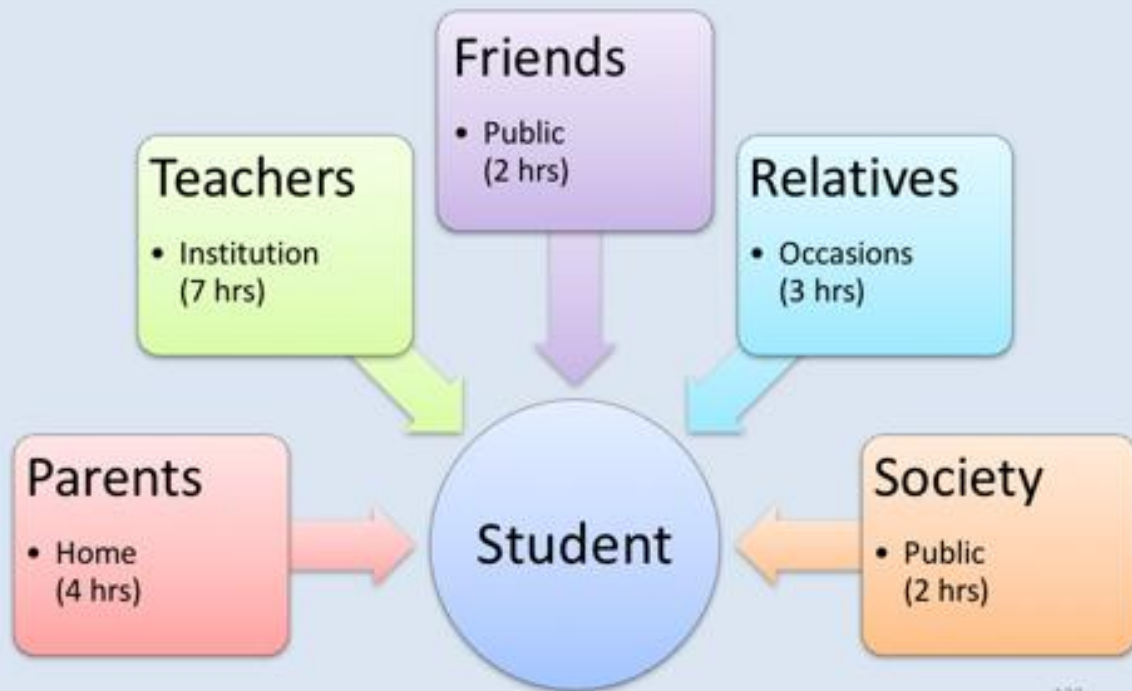 Friends
• Public
(2 hrs)
Teachers
• Institution
(7 hrs)
Relatives
• Occasions
(3 hrs)
Parents
• Home
(4 hrs)
Student
Society
• Public
(2 hrs)